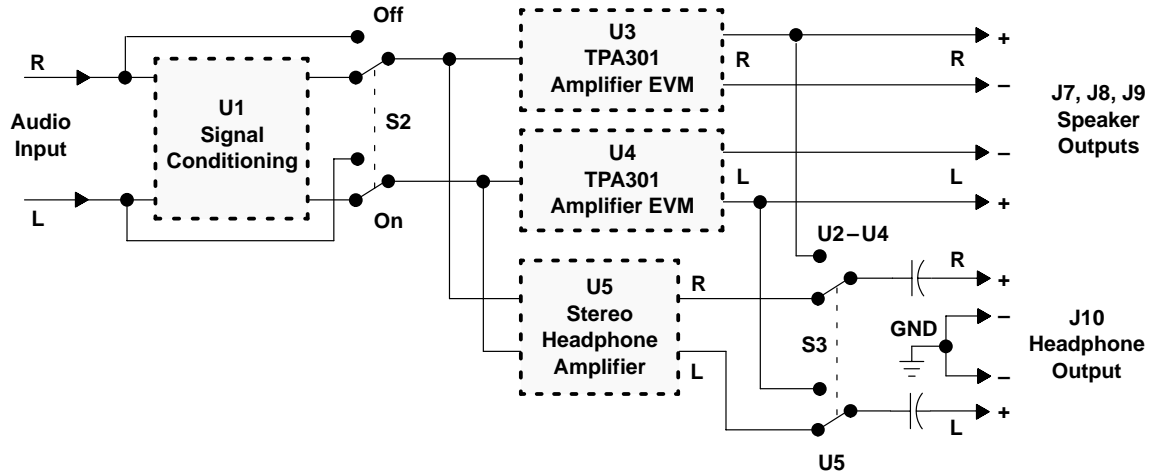 Off
R
Audio
Input
L
U1
Signal
Conditioning
S2
On
U3
TPA301
Amplifier EVM
R
R
+
–
J7, J8, J9
Speaker
Outputs
U4
TPA301
Amplifier EVM
L
L
–
+
U2–U4
U5
Stereo
Headphone
Amplifier
R
L
S3
U5
R
+
GND
–
–
+
L
J10
Headphone
Output